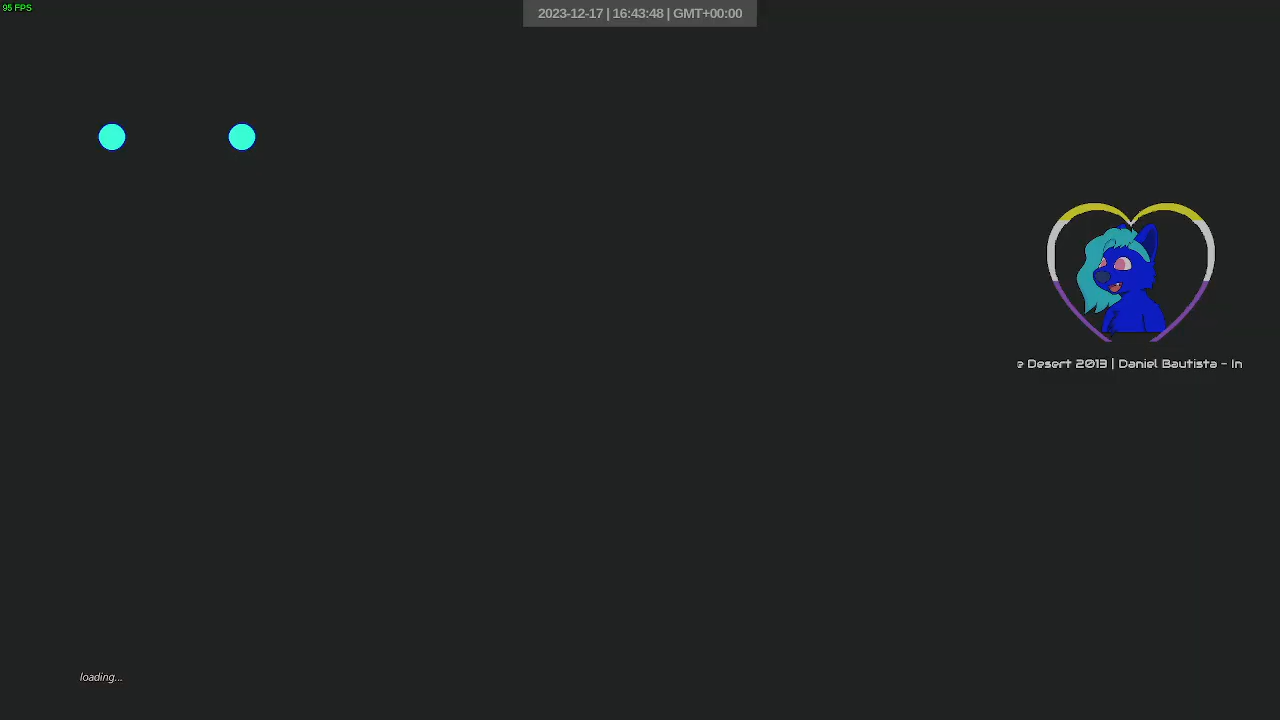 95 FPS
2023-12-17 | 16:43:48 | GMT+00:00
e Desert 2013 | Daniel Bautista - In
loading...